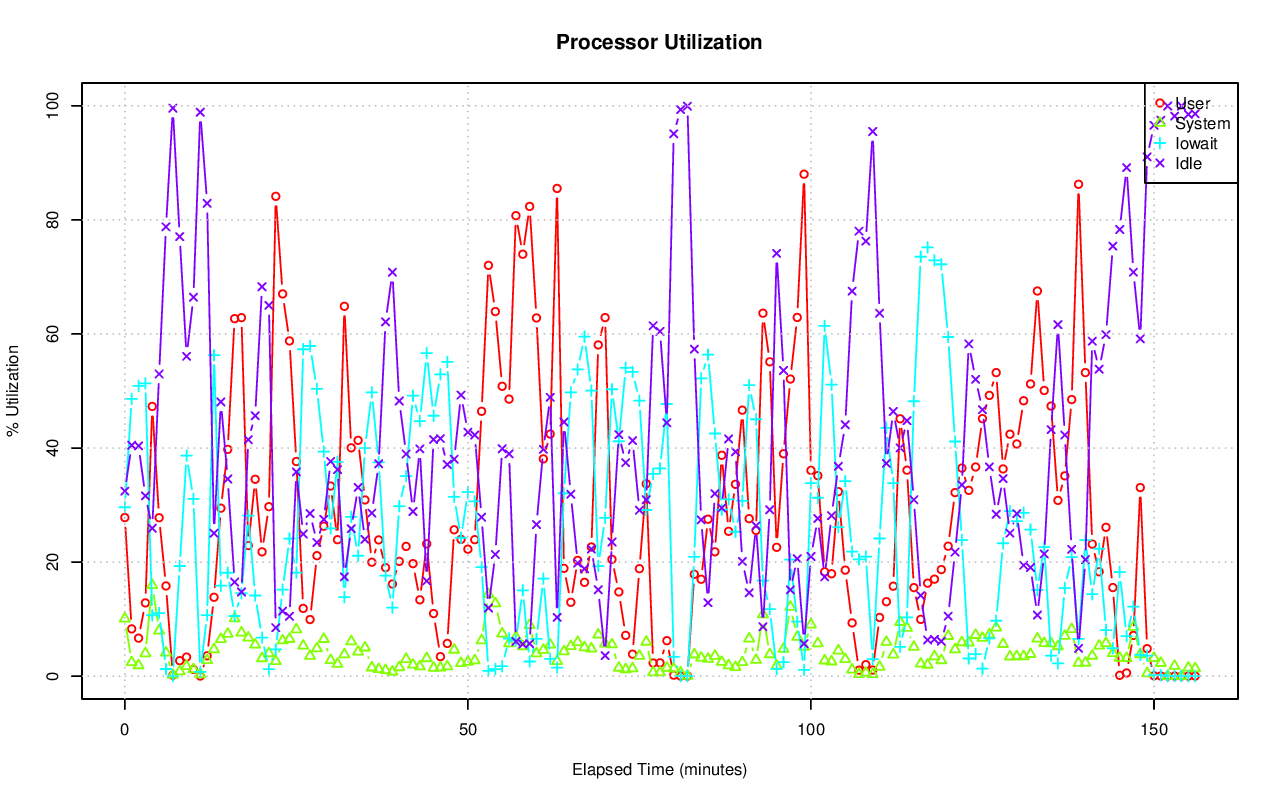 Processor Utilization
% Utilization
100
80
60
40
20
0
User
System
Iowait
Idle
0 50 100 150
Elapsed Time (minutes)